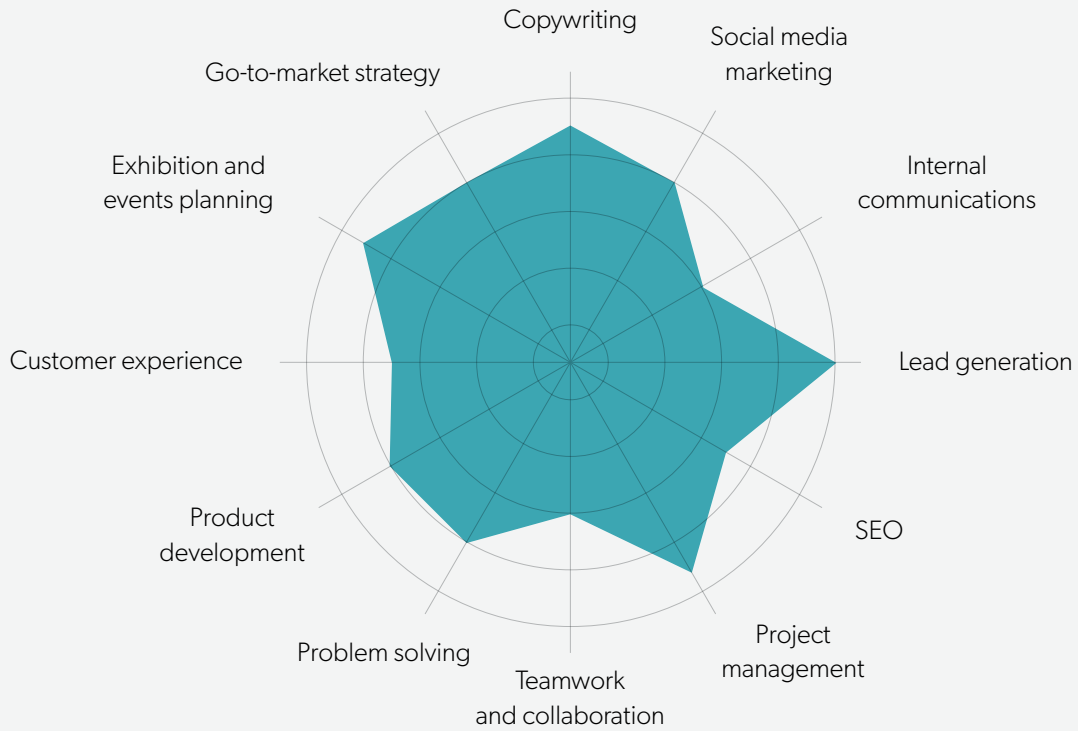 Copywriting
Social media
marketing
Internal
communications
Lead generation
SEO
Project
management
Teamwork
and collaboration
Problem solving
Product
development
Customer experience
Exhibition and
events planning
Go-to-market strategy